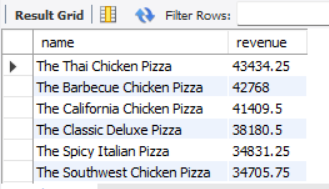 Result Grid Filter Rows:
name revenue
The Thai Chicken Pizza 43434.25
The Barbecue Chicken Pizza 42768
The California Chicken Pizza 41409.5
The Classic Deluxe Pizza 38180.5
The Spicy Italian Pizza 34831.25
The Southwest Chicken Pizza 34705.75